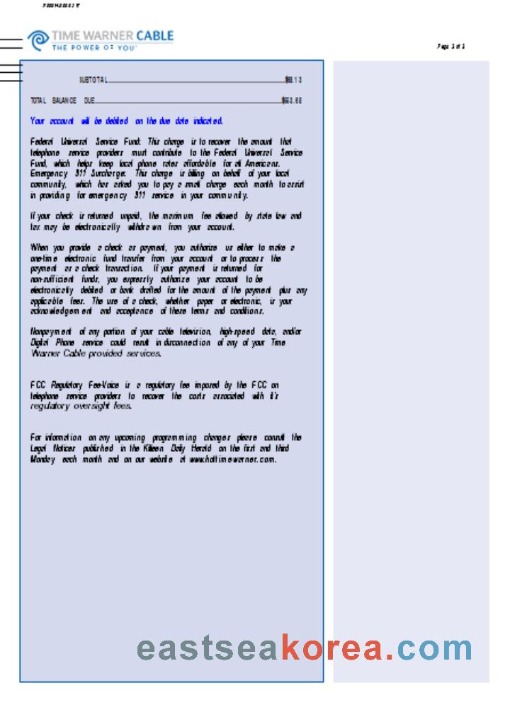 TIME WARNER CABLE
THE POWER OF YOU™
Page 2 of 2
SUBTOTAL
TOTAL BALANCE DUE
Your account will be debited on the due date indicated.
Federal Universal Service Fund: This charge is to recover the amount that
telephone service providers must contribute to the Federal Universal Service
Fund, which helps keep local phone rates affordable for all Americans.
Emergency 911 Surcharge: This charge is billing on behalf of your local
community, which has asked you to pay a small charge each month to assist
in providing for emergency 911 service in your community.
If your check is returned unpaid, the maximum fee allowed by state law and
tax may be electronically withdrawn from your account.
When you provide a check as payment, you authorize us either to make a
one-time electronic fund transfer from your account or to process the
payment as a check transaction. If your payment is returned for
non-sufficient funds, you expressly authorize your account to be
electronically debited or bank drafted for the amount of the payment plus any
applicable fees. The use of a check, whether paper or electronic, is your
acknowledgement and acceptance of these terms and conditions.
Nonpayment of any portion of your cable television, high-speed data, and/or
Digital Phone service could result in disconnection of any of your Time
Warner Cable provided services.
FCC Regulatory Fee-Voice is a regulatory fee imposed by the FCC on
telephone service providers to recover the costs associated with it's
regulatory oversight fees.
For information on any upcoming programming changes please consult the
Legal Notices published in the Killeen Daily Herald on the first and third
Monday each month and on our website at www.hottimewarner.com.
eastseakorea.com